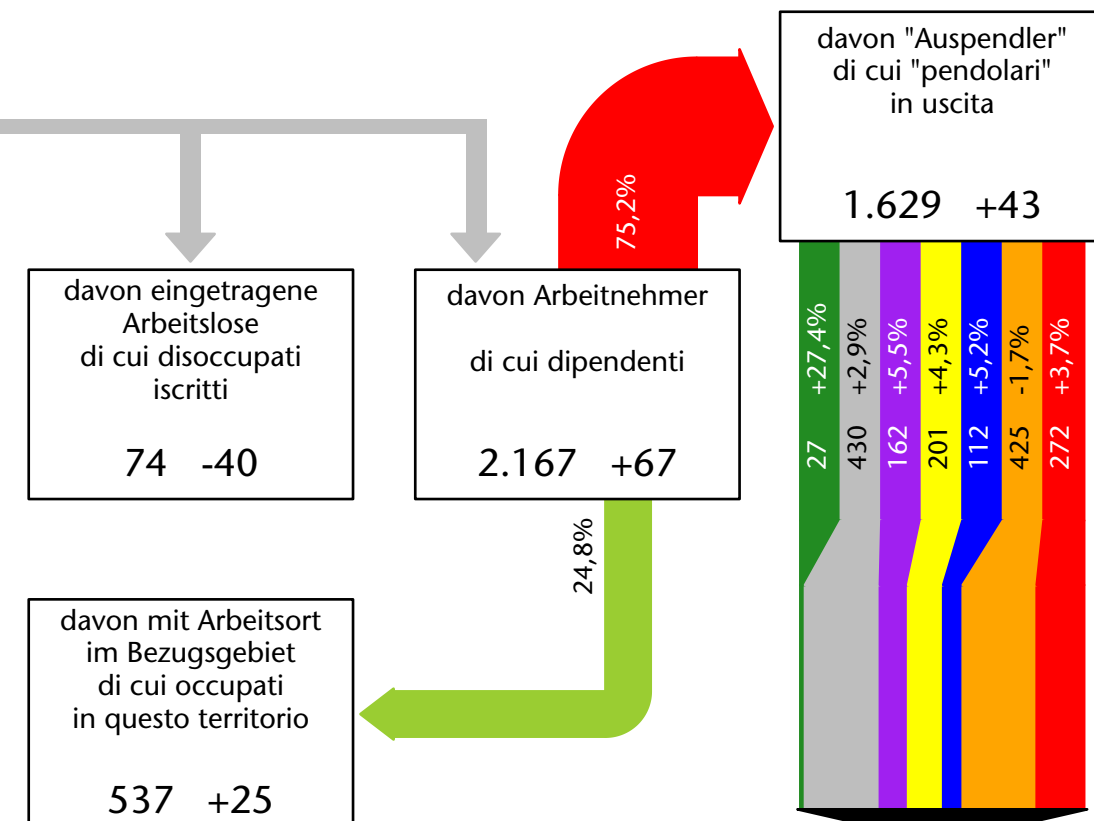 davon "Auspendler"
di cui "pendolari"
in uscita
1.629 +43
75,2%
davon eingetragene
Arbeitslose
di cui disoccupati
iscritti
74 -40
davon Arbeitnehmer
di cui dipendenti
2.167 +67
27 +27,4%
430 +2,9%
162 +5,5%
201 +4,3%
112 +5,2%
425 -1,7%
272 +3,7%
24,8%
davon mit Arbeitsort
im Bezugsgebiet
di cui occupati
in questo territorio
537 +25